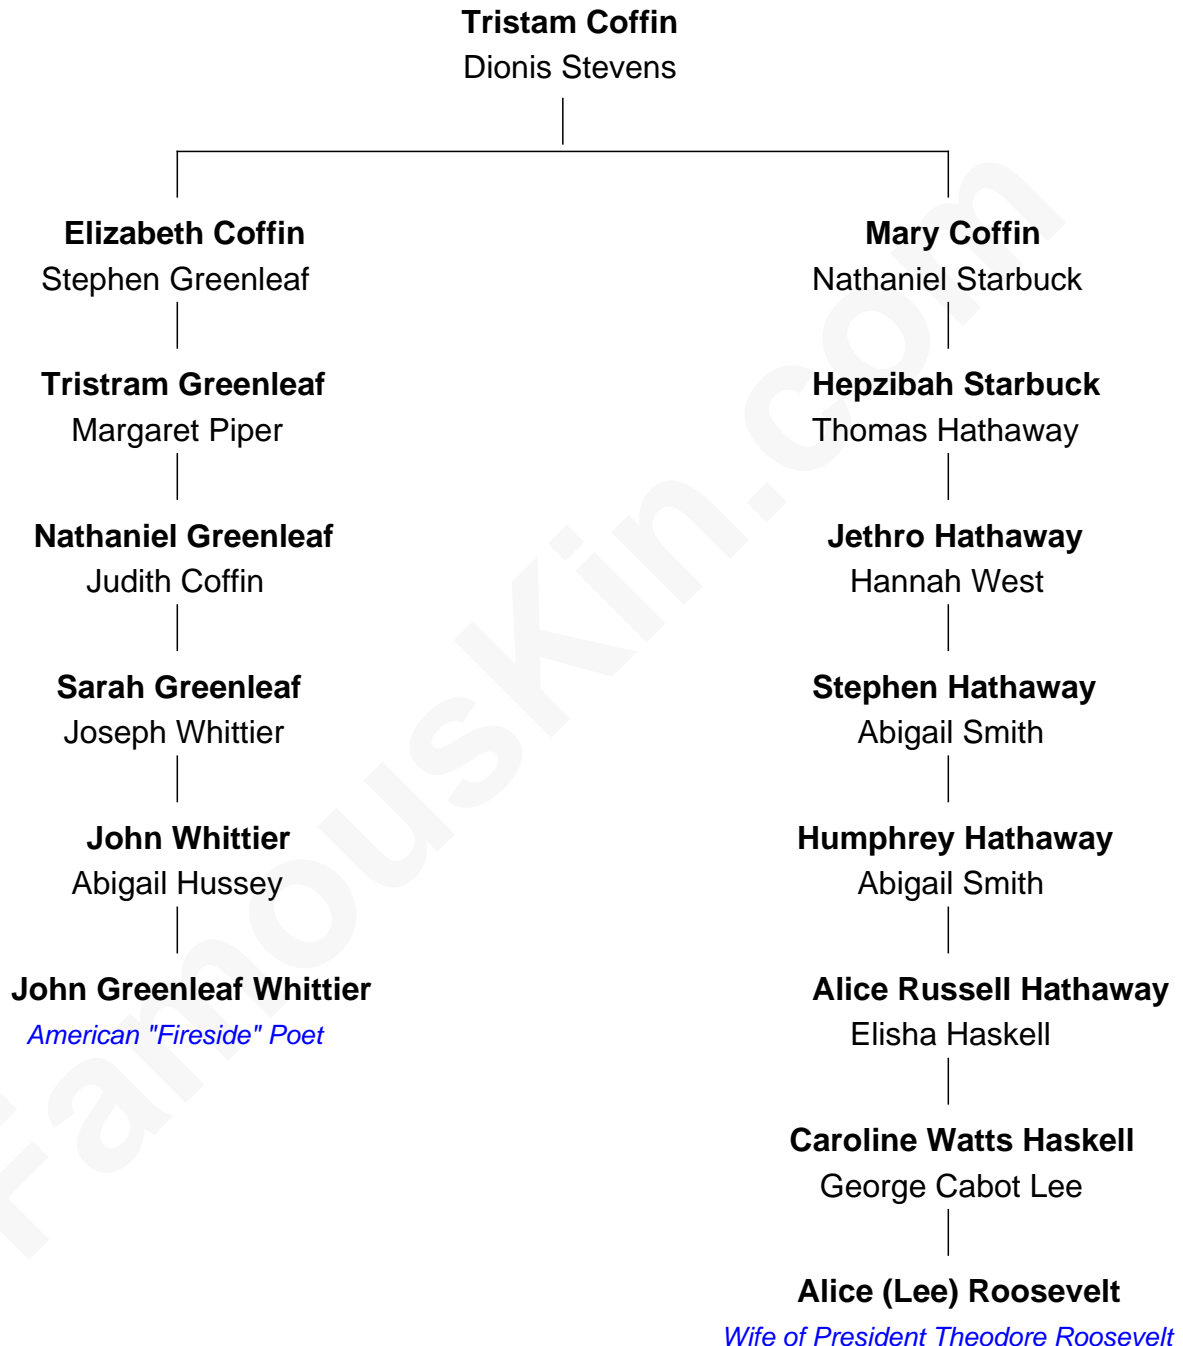 Tristam Coffin
Dionis Stevens
Elizabeth Coffin
Stephen Greenleaf
Mary Coffin
Nathaniel Starbuck
Tristram Greenleaf
Margaret Piper
Hepzibah Starbuck
Thomas Hathaway
Nathaniel Greenleaf
Judith Coffin
Jethro Hathaway
Hannah West
Sarah Greenleaf
Joseph Whittier
Stephen Hathaway
Abigail Smith
John Whittier
Abigail Hussey
Humphrey Hathaway
Abigail Smith
John Greenleaf Whittier
American "Fireside" Poet
Alice Russell Hathaway
Elisha Haskell
Caroline Watts Haskell
George Cabot Lee
Alice (Lee) Roosevelt
Wife of President Theodore Roosevelt
FamousKin.com